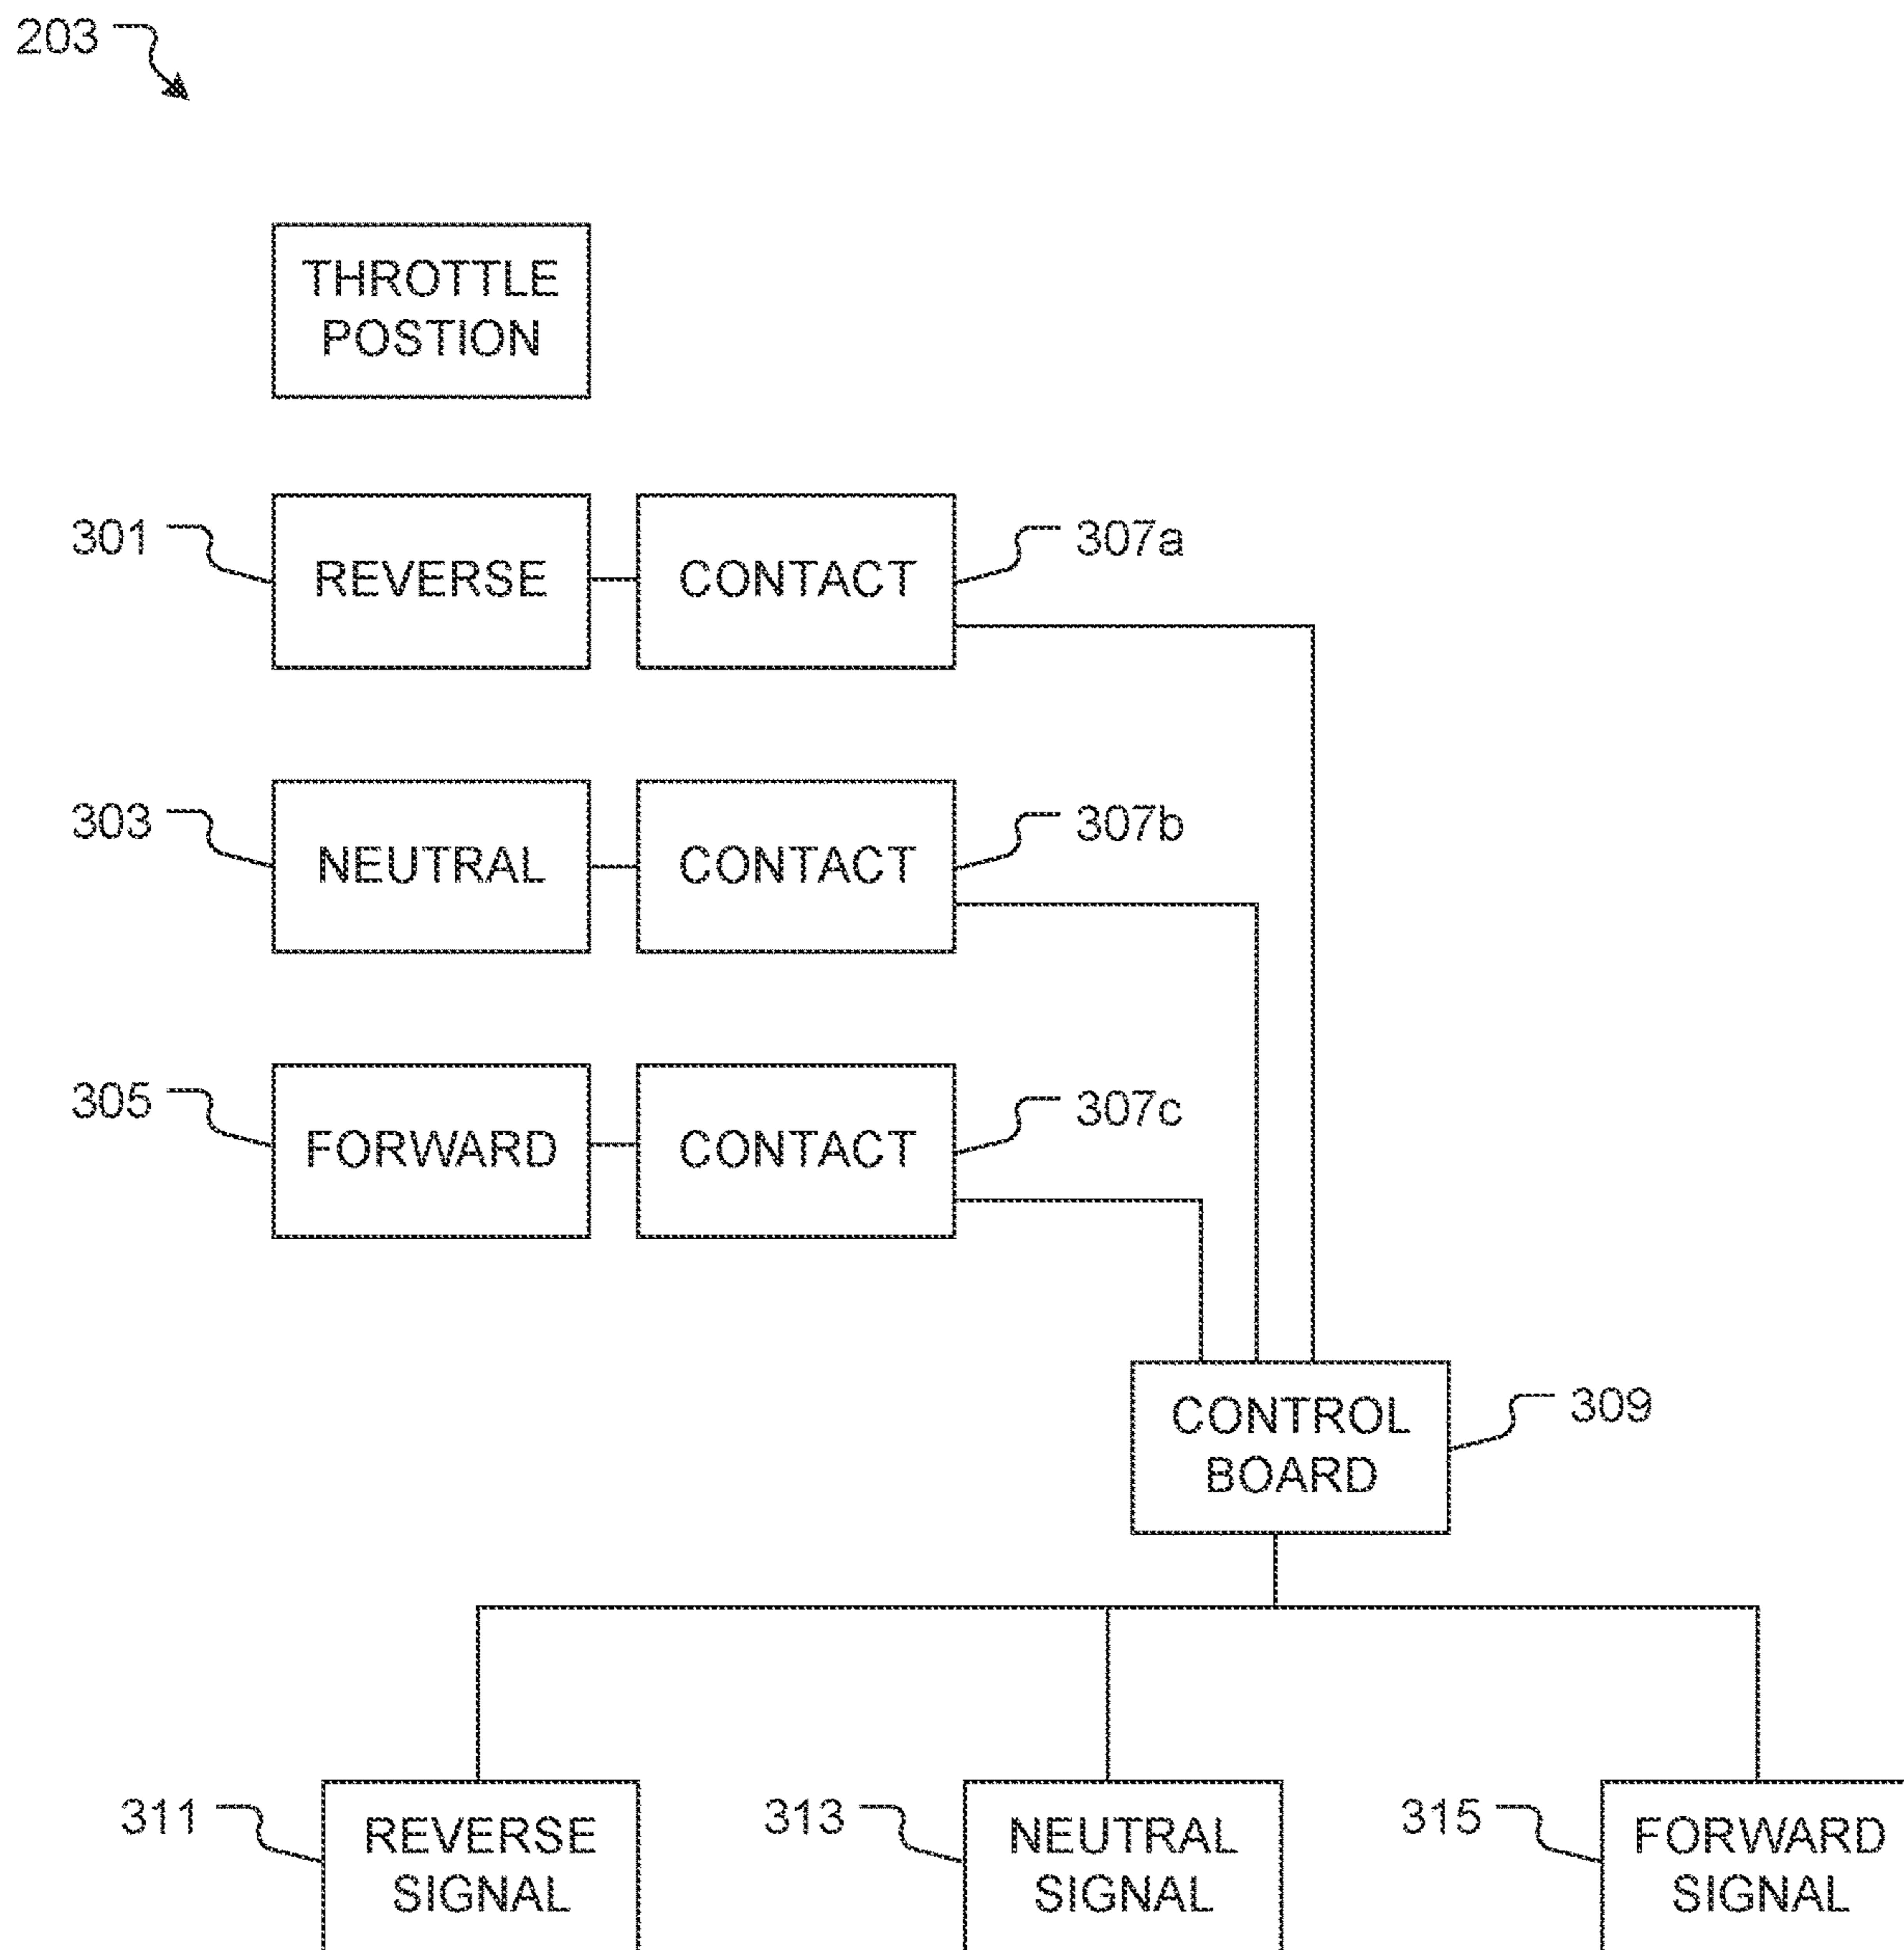 203
THROTTLE
POSTION
301
REVERSE
CONTACT
307a
303
NEUTRAL
CONTACT
307b
305
FORWARD
CONTACT
307c
CONTROL
BOARD
309
311
REVERSE
SIGNAL
313
NEUTRAL
SIGNAL
315
FORWARD
SIGNAL